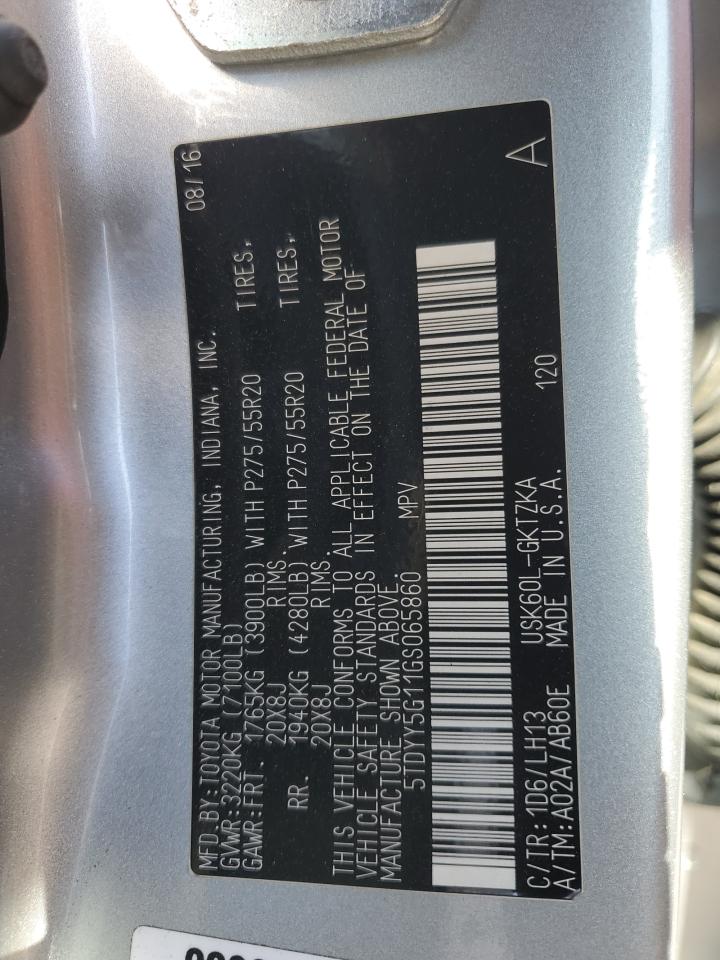 MFD.BY:TOYOTA MOTOR MANUFACTURING, INDIANA, INC. 08/16
GVWR:3220KG (7100LB)
GAWR:FRT. 1765KG (3900LB) WITH P275/55R20 TIRES,
20X8J RIMS.
RR. 1940KG (4280LB) WITH P275/55R20 TIRES,
20X8J RIMS.
THIS VEHICLE CONFORMS TO ALL APPLICABLE FEDERAL MOTOR
VEHICLE SAFETY STANDARDS IN EFFECT ON THE DATE OF
MANUFACTURE SHOWN ABOVE.
5TDYY5G11GS065860 MPV
C/TR: 1D6/LH13 USK60L-GKTZKA 120 A
A/TM: A02A/AB60E MADE IN U.S.A.